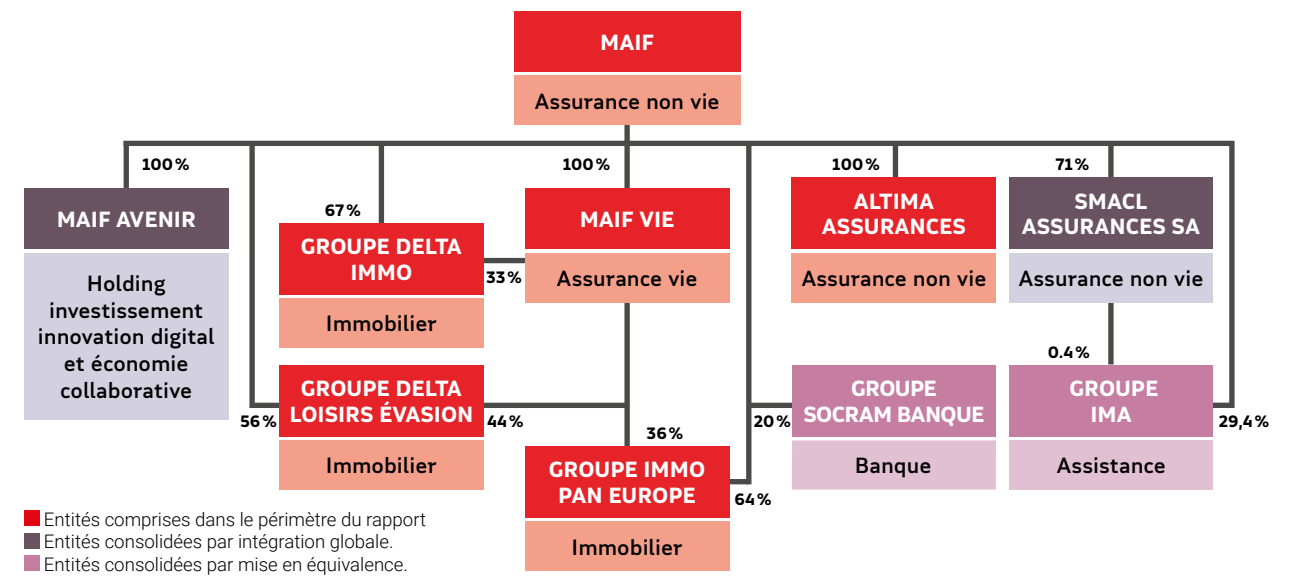 MAIF
Assurance non vie
100%
100%
100%
71%
MAIF AVENIR
Holding
investissement
innovation digital
et économie
collaborative
67%
GROUPE DELTA
IMMO
Immobilier
33%
MAIF VIE
Assurance vie
ALTIMA
ASSURANCES
Assurance non vie
SMACL
ASSURANCES SA
Assurance non vie
56%
GROUPE DELTA
LOISIRS ÉVASION
Immobilier
44%
36%
GROUPE IMMO
PAN EUROPE
Immobilier
64%
20%
GROUPE
SOCRAM BANQUE
Banque
0.4%
GROUPE
IMA
Assistance
29,4%
Entités comprises dans le périmètre du rapport
Entités consolidées par intégration globale.
Entités consolidées par mise en équivalence.